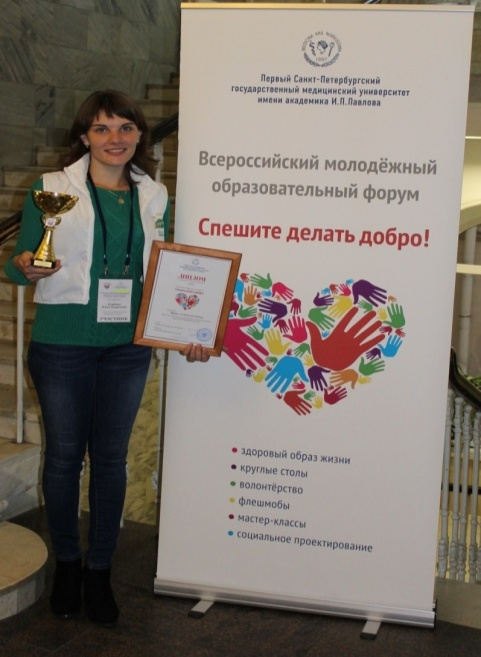 Первый Санкт-Петербургский
государственный медицинский университет
имени академика И.П.Павлова
Всероссийский молодёжный
образовательный форум
Спешите делать добро!
здоровый образ жизни
круглые столы
волонтёрство
флешмобы
мастер-классы
социальное проектирование
ДИПЛОМ
УЧАСТНИК